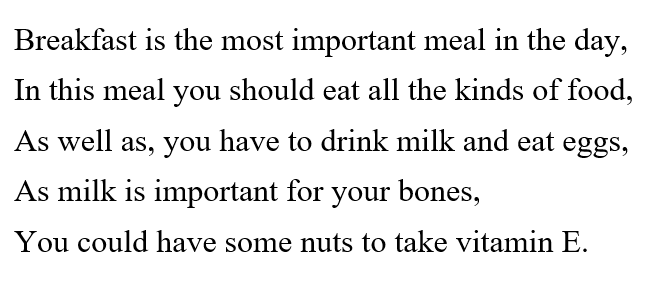 Breakfast is the most important meal in the day,
In this meal you should eat all the kinds of food,
As well as, you have to drink milk and eat eggs,
As milk is important for your bones,
You could have some nuts to take vitamin E.